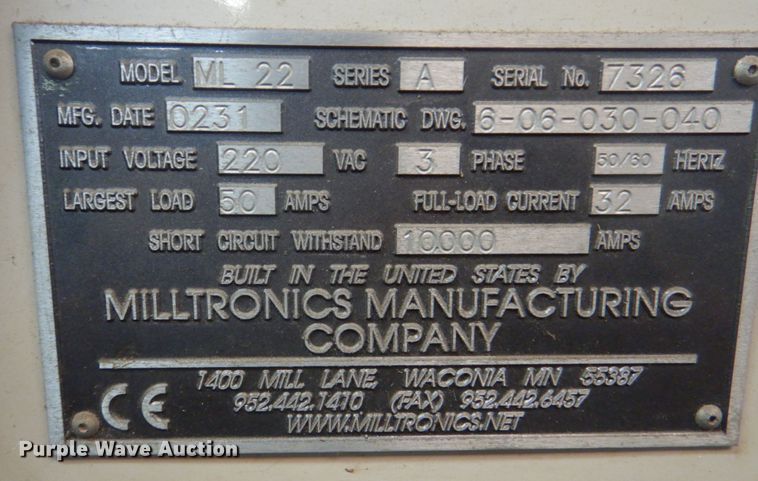 MODEL ML 22 SERIES A SERIAL No. 7326
MFG. DATE 0231 SCHEMATIC DWG. 6-06-030-040
INPUT VOLTAGE 220 VAC 3 PHASE 50/60 HERTZ
LARGEST LOAD 50 AMPS FULL-LOAD CURRENT 32 AMPS
SHORT CIRCUIT WITHSTAND 10000 AMPS
BUILT IN THE UNITED STATES BY
MILLTRONICS MANUFACTURING
COMPANY
1400 MILL LANE, WACONIA MN 55387
952.442.1410 (FAX) 952.442.6457
WWW.MILLTRONICS.NET
CE
Purple Wave Auction